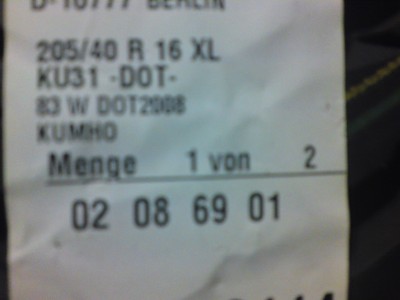 D-10777 BERLIN
205/40 R 16 XL
KU31 -DOT-
83 W DOT2008
KUMHO
Menge 1 von 2
02 08 69 01